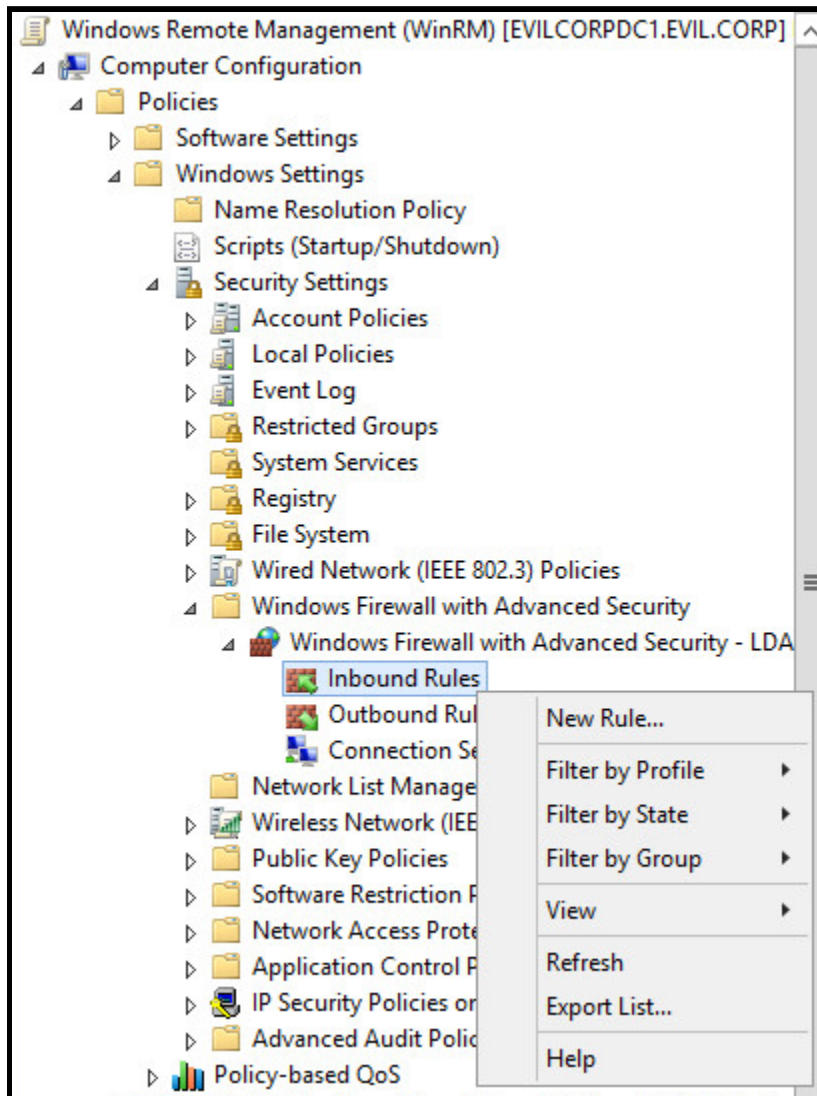 Windows Remote Management (WinRM) [EVILCORPDC1.EVIL.CORP]
Computer Configuration
Policies
Software Settings
Windows Settings
Name Resolution Policy
Scripts (Startup/Shutdown)
Security Settings
Account Policies
Local Policies
Event Log
Restricted Groups
System Services
Registry
File System
Wired Network (IEEE 802.3) Policies
Windows Firewall with Advanced Security
Windows Firewall with Advanced Security - LDA
Inbound Rules
Outbound Rul
Connection Se
Network List Manage
Wireless Network (IEE
Public Key Policies
Software Restriction P
Network Access Prote
Application Control P
IP Security Policies or
Advanced Audit Polic
Policy-based QoS
New Rule...
Filter by Profile
Filter by State
Filter by Group
View
Refresh
Export List...
Help